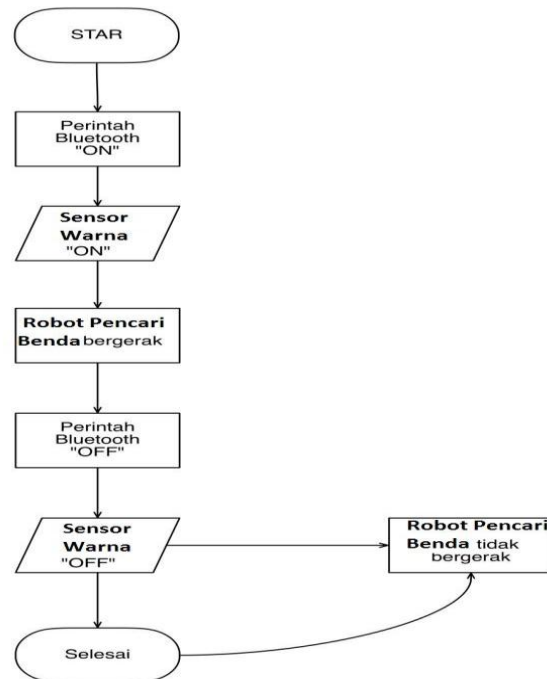 STAR
Perintah
Bluetooth
"ON"
Sensor
Warna
"ON"
Robot Pencari
Benda bergerak
Perintah
Bluetooth
"OFF"
Sensor
Warna
"OFF"
Robot Pencari
Benda tidak
bergerak
Selesai